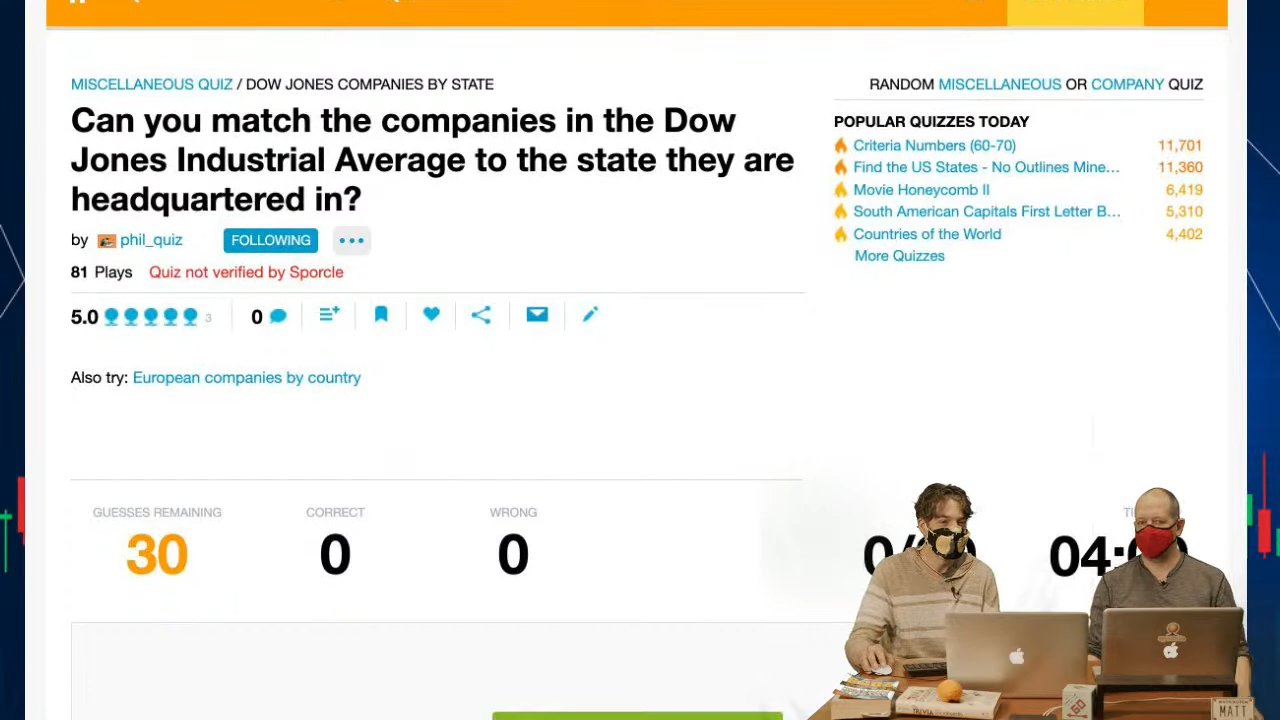 MISCELLANEOUS QUIZ / DOW JONES COMPANIES BY STATE
Can you match the companies in the Dow
Jones Industrial Average to the state they are
headquartered in?
by phil_quiz FOLLOWING
81 Plays Quiz not verified by Sporcle
5.0 3 0
Also try: European companies by country
RANDOM MISCELLANEOUS OR COMPANY QUIZ
POPULAR QUIZZES TODAY
Criteria Numbers (60-70) 11,701
Find the US States - No Outlines Mine... 11,360
Movie Honeycomb II 6,419
South American Capitals First Letter B... 5,310
Countries of the World 4,402
More Quizzes
GUESSES REMAINING CORRECT WRONG
30 0 0
04:
TRIVIA
GO
MATT